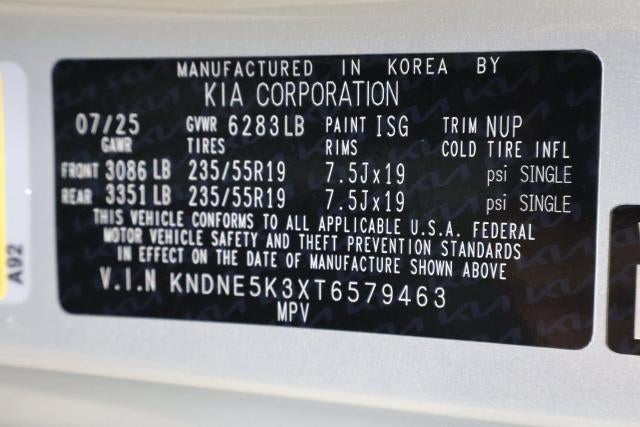 MANUFACTURED IN KOREA BY
KIA CORPORATION
07/25 GVWR 6283LB PAINT ISG TRIM NUP
GAWR TIRES RIMS COLD TIRE INFL
FRONT 3086 LB 235/55R19 7.5Jx19 psi SINGLE
REAR 3351 LB 235/55R19 7.5Jx19 psi SINGLE
THIS VEHICLE CONFORMS TO ALL APPLICABLE U.S.A. FEDERAL
MOTOR VEHICLE SAFETY AND THEFT PREVENTION STANDARDS
IN EFFECT ON THE DATE OF MANUFACTURE SHOWN ABOVE
V.I.N KNDNE5K3XT6579463
MPV
A92